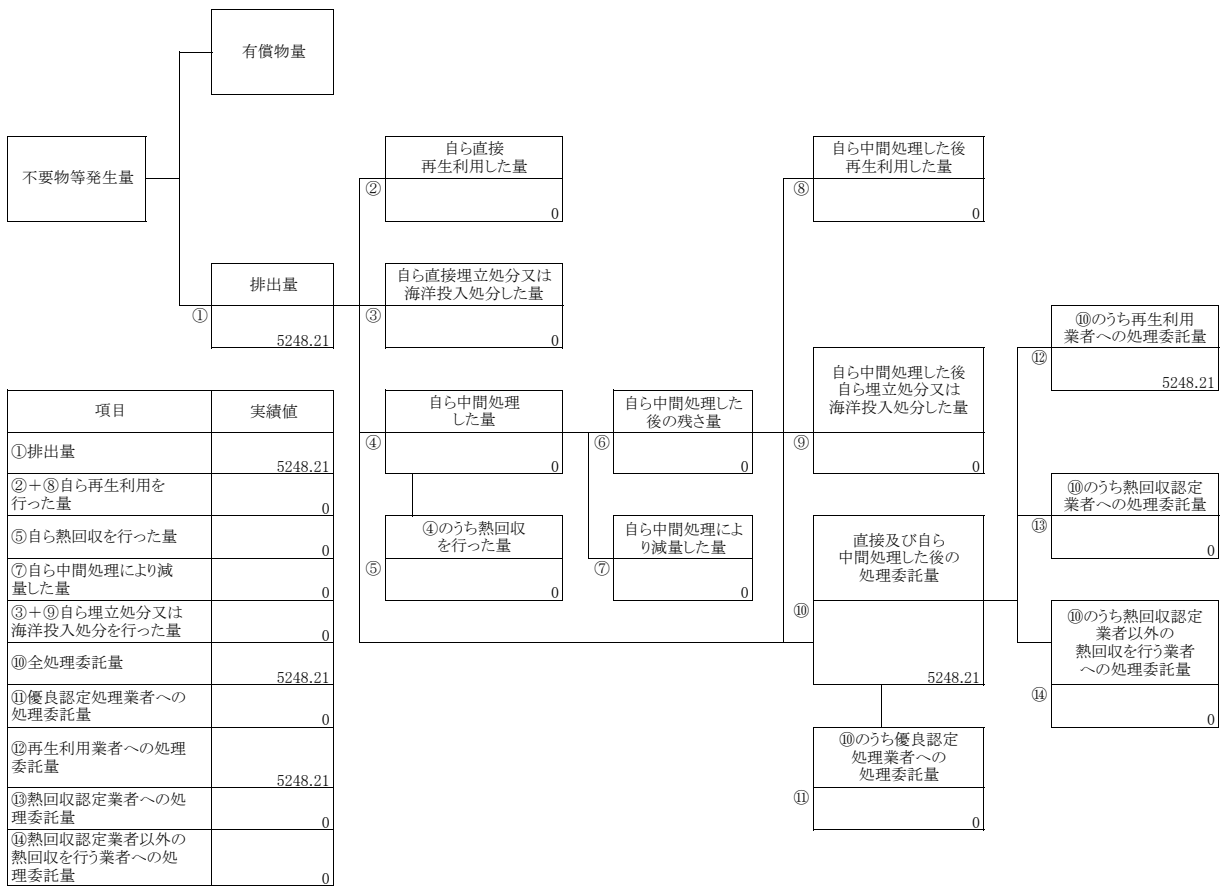 有償物量
不要物等発生量
排出量
①
5248.21
自ら直接
再生利用した量
②
0
自ら直接埋立処分又は
海洋投入処分した量
③
0
自ら中間処理
した量
④
0
④のうち熱回収
を行った量
⑤
0
自ら中間処理した
後の残さ量
⑥
0
自ら中間処理によ
り減量した量
⑦
0
自ら中間処理した後
再生利用した量
⑧
0
自ら中間処理した後
自ら埋立処分又は
海洋投入処分した量
⑨
0
直接及び自ら
中間処理した後の
処理委託量
⑩
5248.21
⑩のうち優良認定
処理業者への
処理委託量
⑪
0
⑩のうち再生利用
業者への処理委託量
⑫
5248.21
⑩のうち熱回収認定
業者への処理委託量
⑬
0
⑩のうち熱回収認定
業者以外の
熱回収を行う業者
への処理委託量
⑭
0
項目 実績値
①排出量
5248.21
②+⑧自ら再生利用を
行った量
0
⑤自ら熱回収を行った量
0
⑦自ら中間処理により減
量した量
0
③+⑨自ら埋立処分又は
海洋投入処分を行った量
0
⑩全処理委託量
5248.21
⑪優良認定処理業者への
処理委託量
0
⑫再生利用業者への処理
委託量
5248.21
⑬熱回収認定業者への処
理委託量
0
⑭熱回収認定業者以外の
熱回収を行う業者への処
理委託量
0